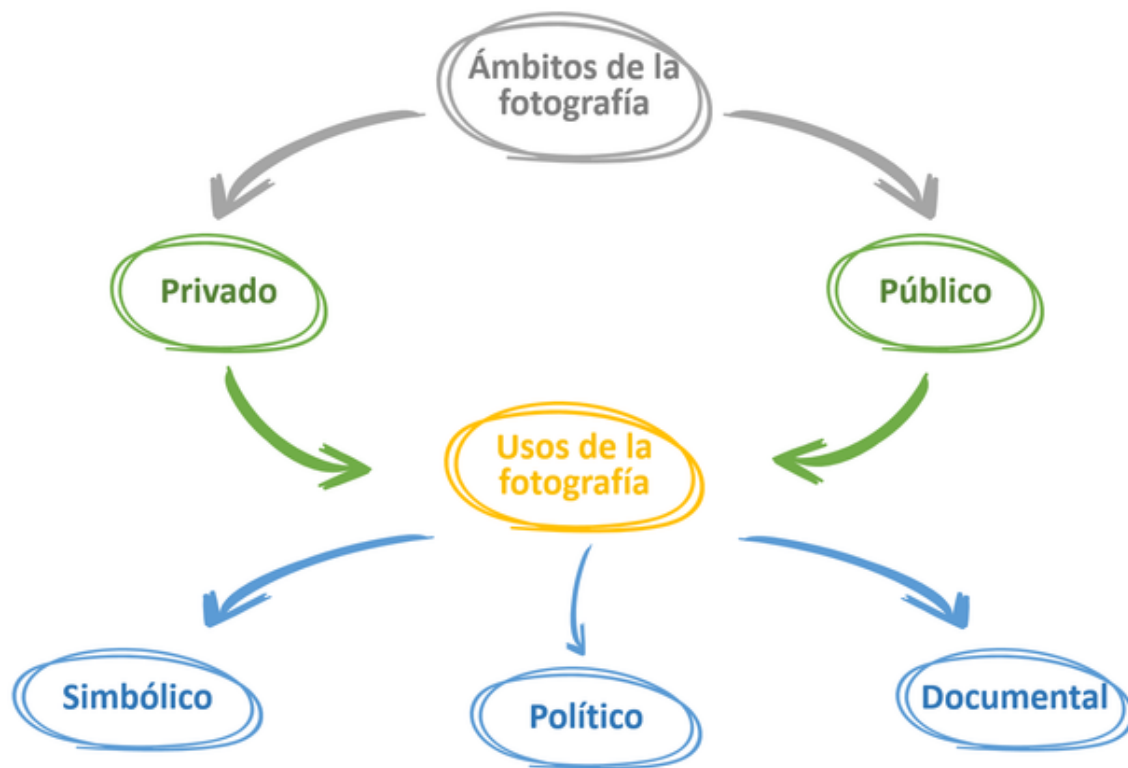 Ámbitos de la
fotografía
Privado
Público
Usos de la
fotografía
Simbólico
Político
Documental